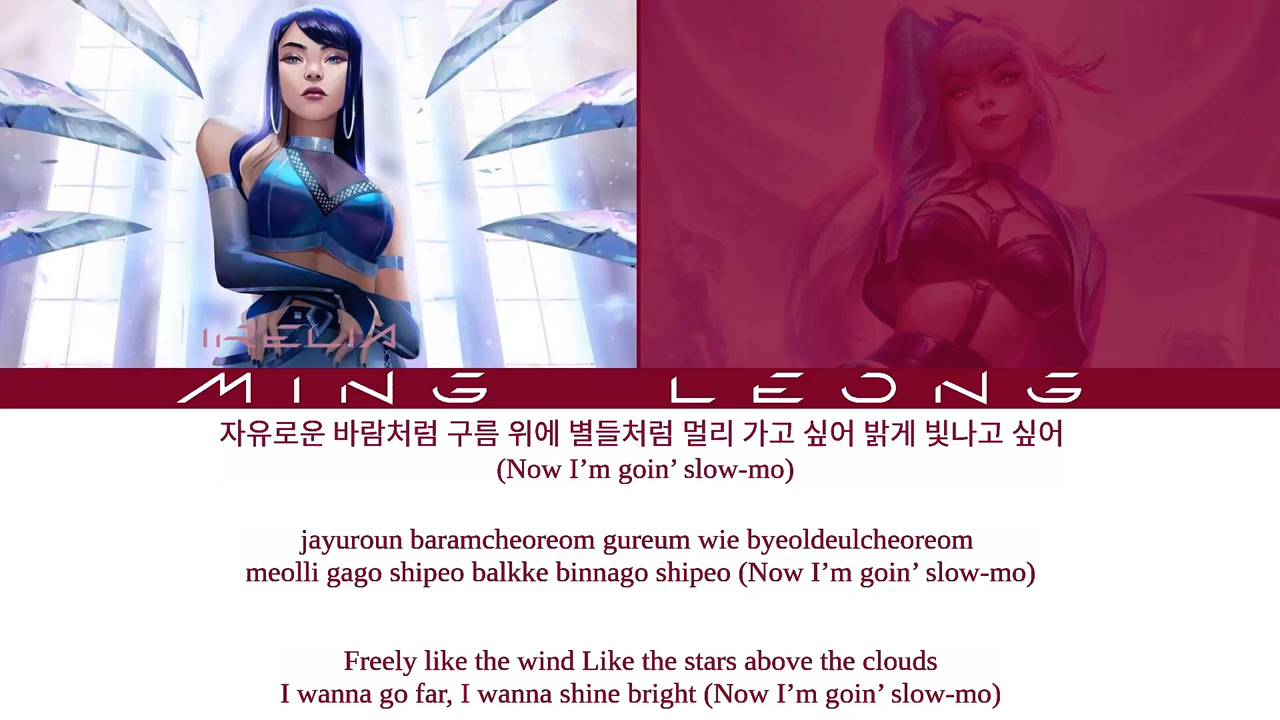 IRELIA
MING LEONG
자유로운 바람처럼 구름 위에 별들처럼 멀리 가고 싶어 밝게 빛나고 싶어
(Now I’m goin’ slow-mo)
jayuroun baramcheoreom gureum wie byeoldeulcheoreom
meolli gago shipeo balkke binnago shipeo (Now I’m goin’ slow-mo)
Freely like the wind Like the stars above the clouds
I wanna go far, I wanna shine bright (Now I’m goin’ slow-mo)